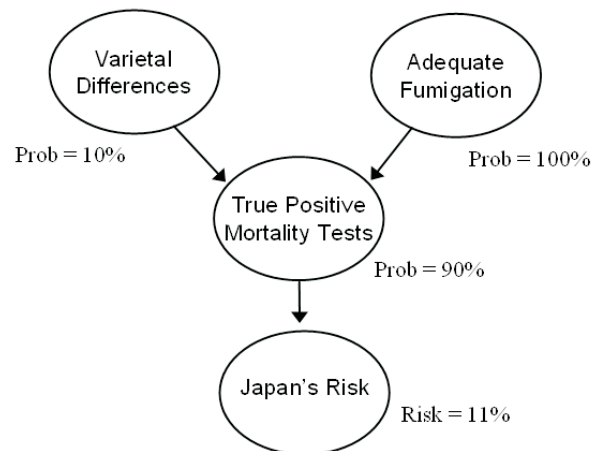 Varietal
Differences
Adequate
Fumigation
Prob = 10%
Prob = 100%
True Positive
Mortality Tests
Prob = 90%
Japan's Risk
Risk = 11%